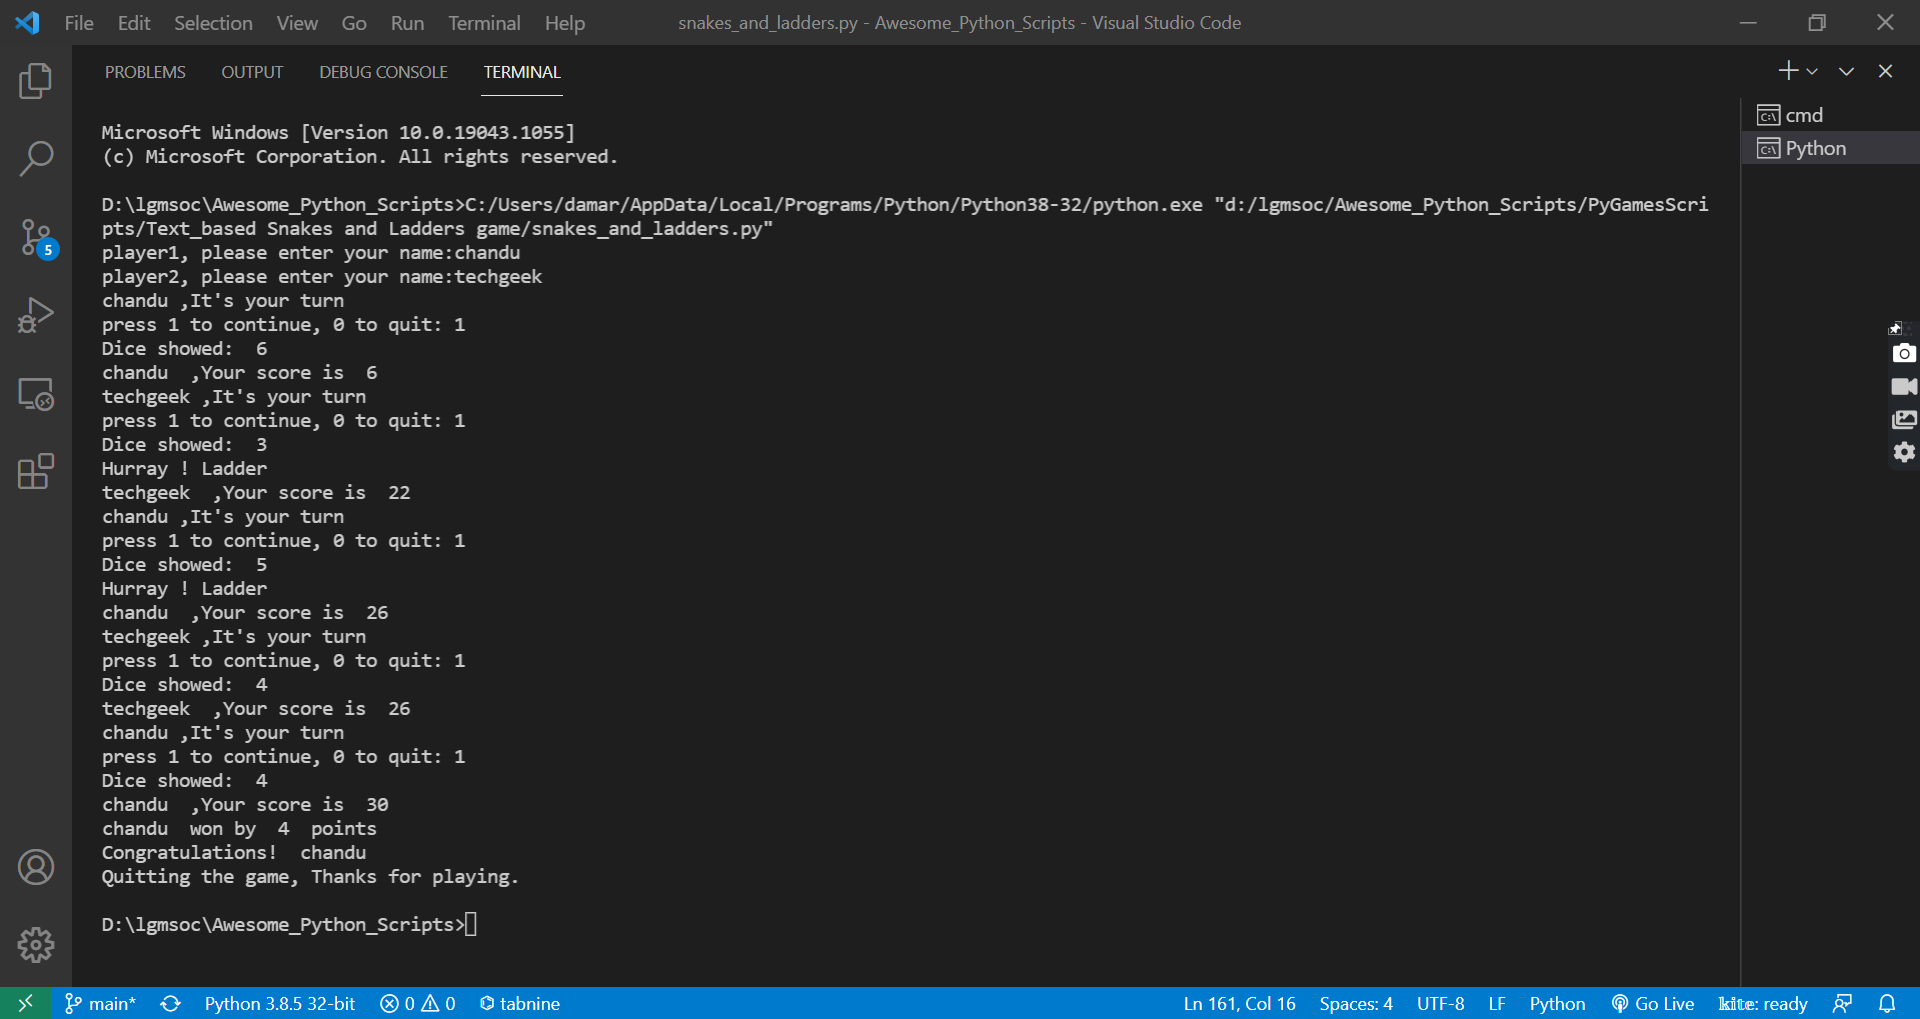 File Edit Selection View Go Run Terminal Help snakes_and_ladders.py - Awesome_Python_Scripts - Visual Studio Code
PROBLEMS OUTPUT DEBUG CONSOLE TERMINAL
cmd
Python
Microsoft Windows [Version 10.0.19043.1055]
(c) Microsoft Corporation. All rights reserved.
D:\lgmsoc\Awesome_Python_Scripts>C:/Users/damar/AppData/Local/Programs/Python/Python38-32/python.exe "d:/lgmsoc/Awesome_Python_Scripts/PyGamesScri
pts/Text_based Snakes and Ladders game/snakes_and_ladders.py"
player1, please enter your name:chandu
player2, please enter your name:techgeek
chandu ,It's your turn
press 1 to continue, 0 to quit: 1
Dice showed:  6
chandu  ,Your score is  6
techgeek ,It's your turn
press 1 to continue, 0 to quit: 1
Dice showed:  3
Hurray ! Ladder
techgeek  ,Your score is  22
chandu ,It's your turn
press 1 to continue, 0 to quit: 1
Dice showed:  5
Hurray ! Ladder
chandu  ,Your score is  26
techgeek ,It's your turn
press 1 to continue, 0 to quit: 1
Dice showed:  4
techgeek  ,Your score is  26
chandu ,It's your turn
press 1 to continue, 0 to quit: 1
Dice showed:  4
chandu  ,Your score is  30
chandu  won by  4  points
Congratulations!  chandu
Quitting the game, Thanks for playing.
D:\lgmsoc\Awesome_Python_Scripts>
5
main* Python 3.8.5 32-bit 0 0 tabnine Ln 161, Col 16 Spaces: 4 UTF-8 LF Python Go Live kite: ready